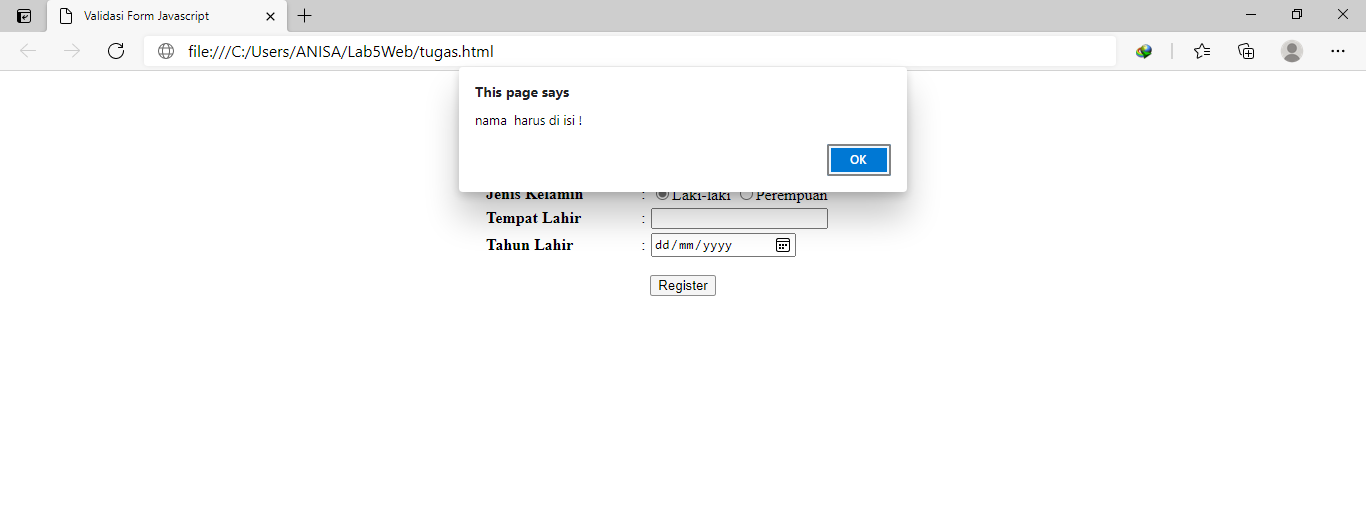 Validasi Form Javascript
file:///C:/Users/ANISA/Lab5Web/tugas.html
This page says
nama  harus di isi !
OK
Jenis Kelamin : Laki-laki Perempuan
Tempat Lahir :
Tahun Lahir : dd/mm/yyyy
Register